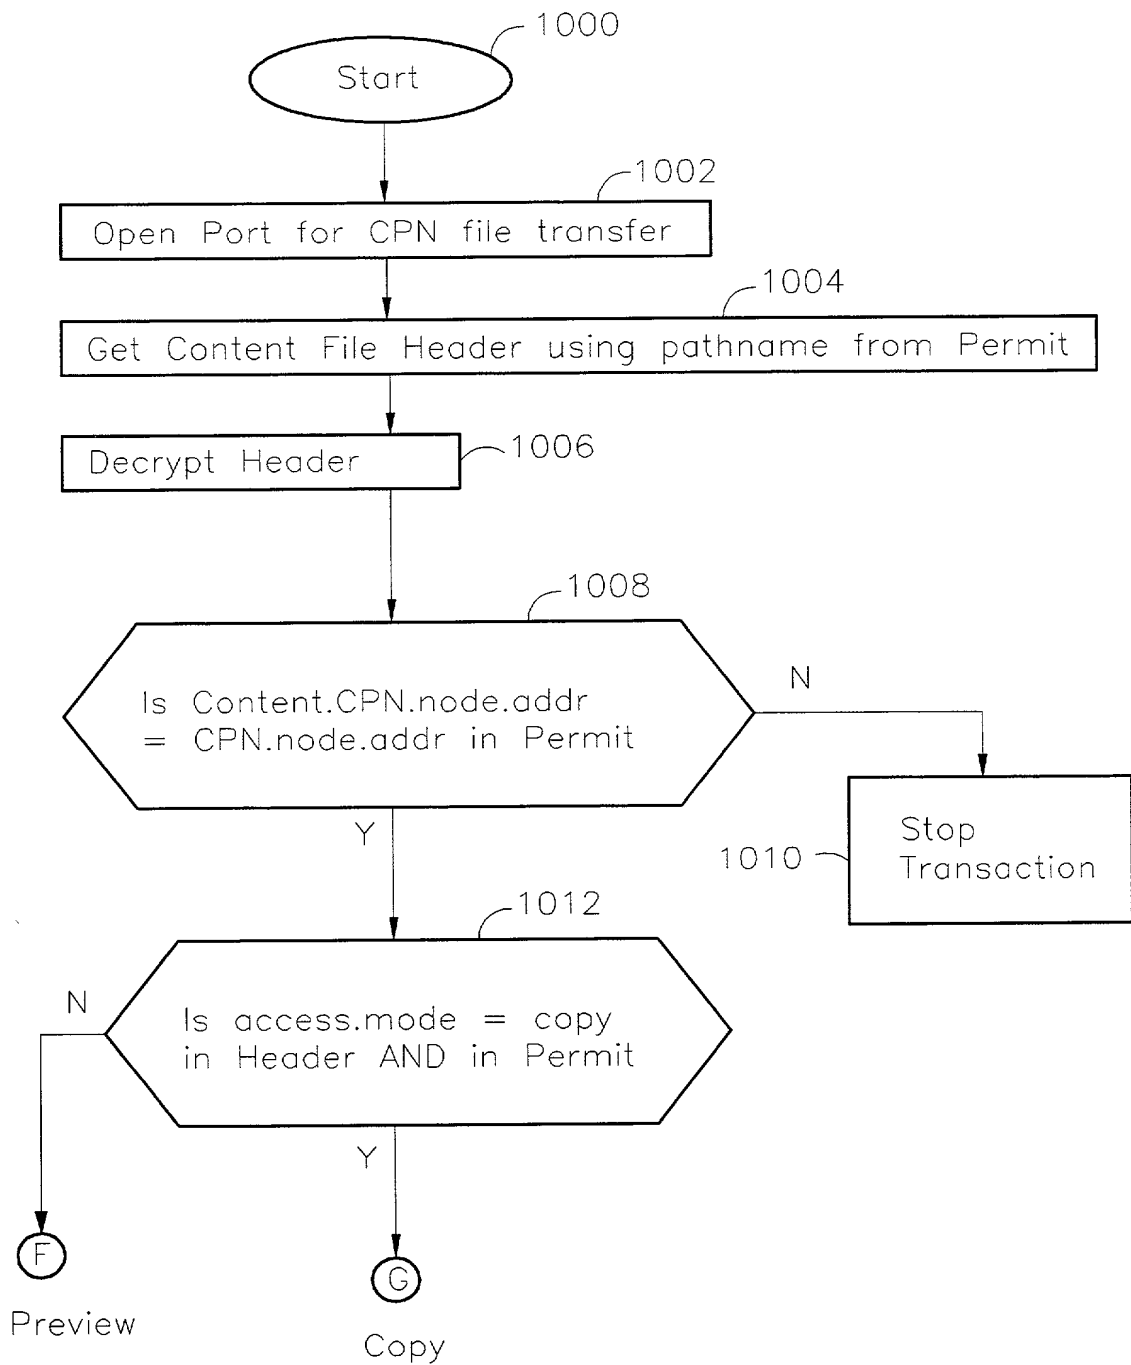 1000
Start
1002
Open Port for CPN file transfer
1004
Get Content File Header using pathname from Permit
1006
Decrypt Header
1008
Is Content.CPN.node.addr
= CPN.node.addr in Permit
N
Y
1010
Stop
Transaction
1012
Is access.mode = copy
in Header AND in Permit
N
Y
F
Preview
G
Copy